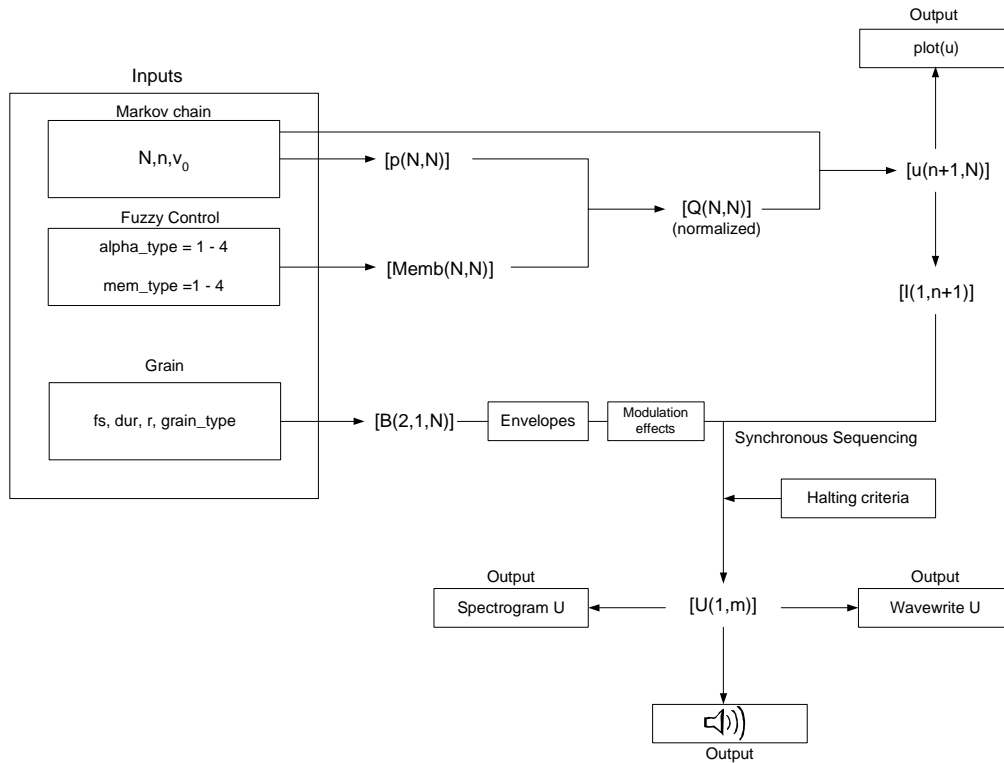 Output
plot(u)
Inputs
Markov chain
N,n,v₀
[p(N,N)]
[u(n+1,N)]
[Q(N,N)]
(normalized)
Fuzzy Control
alpha_type = 1 - 4
mem_type =1 - 4
[Memb(N,N)]
[I(1,n+1)]
Grain
fs, dur, r, grain_type
[B(2,1,N)]
Envelopes
Modulation
effects
Synchronous Sequencing
Halting criteria
Output
Spectrogram U
[U(1,m)]
Output
Wavewrite U
Output